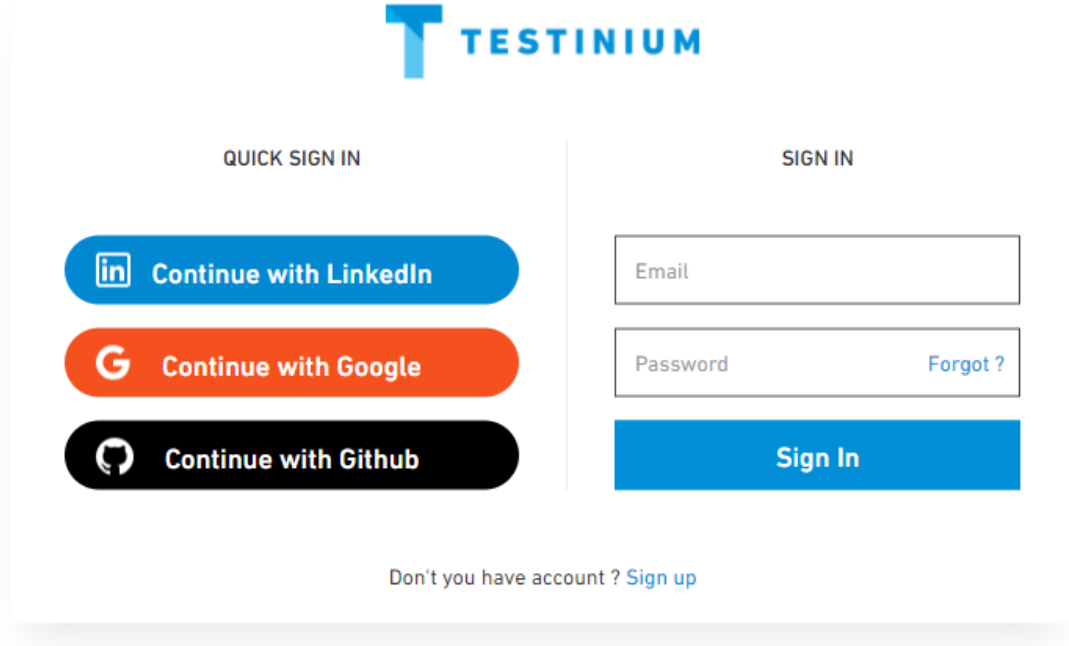 TESTINIUM
QUICK SIGN IN
Continue with LinkedIn
Continue with Google
Continue with Github
SIGN IN
Email
Password Forgot ?
Sign In
Don't you have account ? Sign up